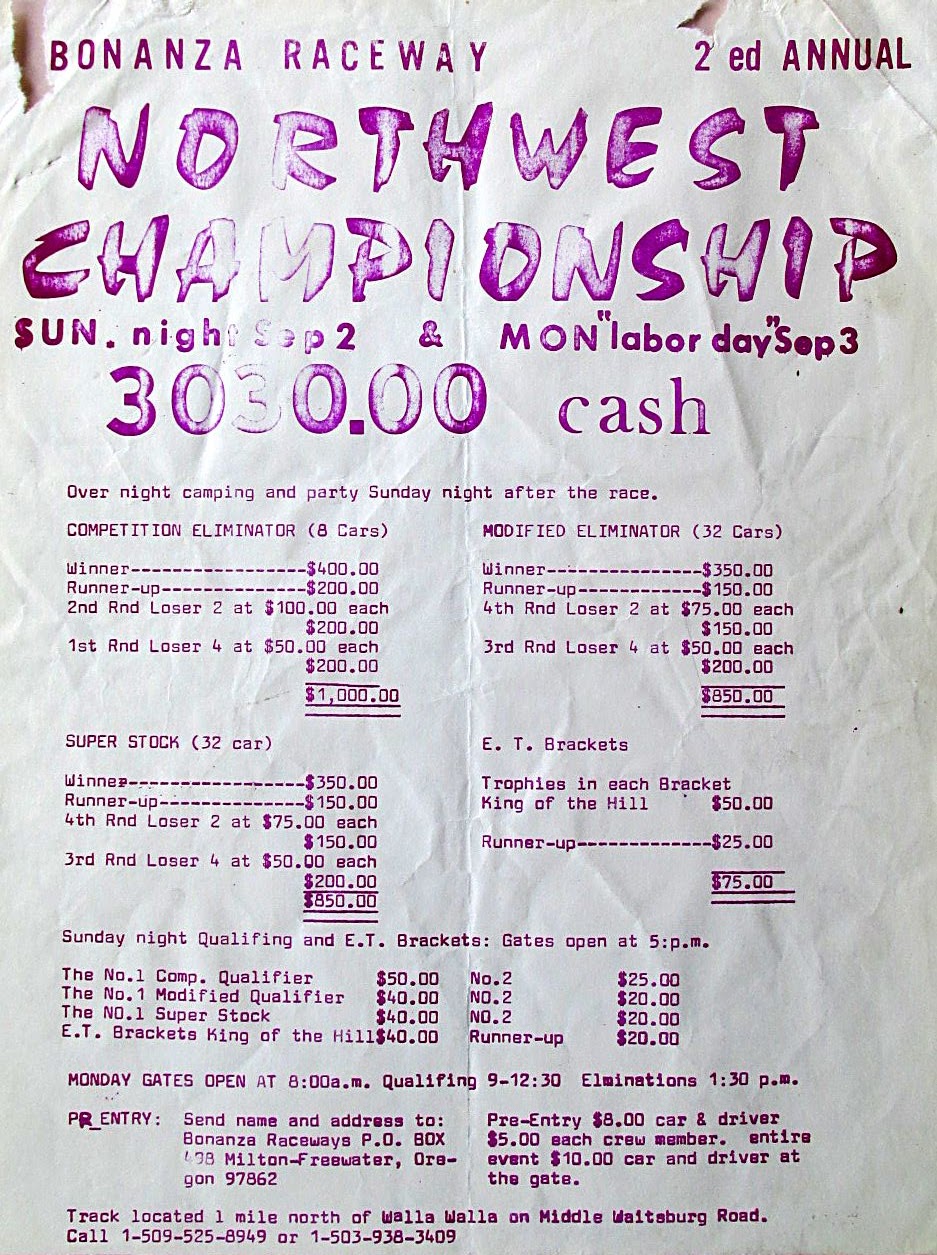 BONANZA RACEWAY 2 ed ANNUAL
NORTHWEST
CHAMPIONSHIP
SUN. night Sep 2 & MON "labor day" Sep 3
3030.00 cash
Over night camping and party Sunday night after the race.
COMPETITION ELIMINATOR (8 Cars)
Winner-----------------$400.00
Runner-up--------------$200.00
2nd Rnd Loser 2 at $100.00 each
$200.00
1st Rnd Loser 4 at $50.00 each
$200.00
$1,000.00
MODIFIED ELIMINATOR (32 Cars)
Winner---------------$350.00
Runner-up------------$150.00
4th Rnd Loser 2 at $75.00 each
$150.00
3rd Rnd Loser 4 at $50.00 each
$200.00
$850.00
SUPER STOCK (32 car)
Winner-----------------$350.00
Runner-up--------------$150.00
4th Rnd Loser 2 at $75.00 each
$150.00
3rd Rnd Loser 4 at $50.00 each
$200.00
$850.00
E. T. Brackets
Trophies in each Bracket
King of the Hill $50.00
Runner-up-------------$25.00
$75.00
Sunday night Qualifing and E.T. Brackets: Gates open at 5:p.m.
The No.1 Comp. Qualifier $50.00 No.2 $25.00
The No.1 Modified Qualifier $40.00 NO.2 $20.00
The NO.1 Super Stock $40.00 NO.2 $20.00
E.T. Brackets King of the Hill$40.00 Runner-up $20.00
MONDAY GATES OPEN AT 8:00a.m. Qualifing 9-12:30 Elminations 1:30 p.m.
PR_ENTRY: Send name and address to:
Bonanza Raceways P.O. BOX
Milton-Freewater, Ore-
gon 97862
Pre-Entry $8.00 car & driver
$5.00 each crew member. entire
event $10.00 car and driver at
the gate.
Track located 1 mile north of Walla Walla on Middle Waitsburg Road.
Call 1-509-525-8949 or 1-503-938-3409